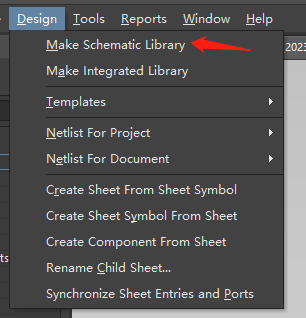 Design Tools Reports Window Help
2023
Make Schematic Library
Make Integrated Library
Templates
Netlist For Project
Netlist For Document
Create Sheet From Sheet Symbol
Create Sheet Symbol From Sheet
ts
Create Component From Sheet
Rename Child Sheet...
Synchronize Sheet Entries and Ports